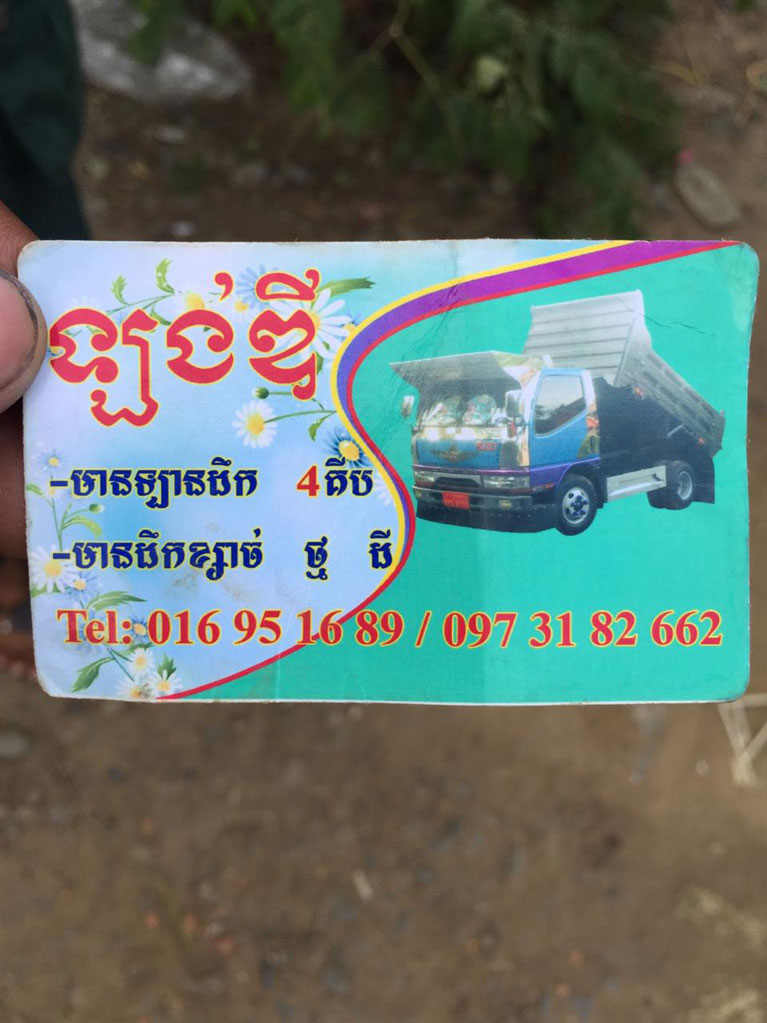 ឡុងឌី
-មានឡានដឹក 4គីប
-មានដឹកខ្សាច់ ថ្ម ដី
Tel: 016 95 16 89 / 097 31 82 662